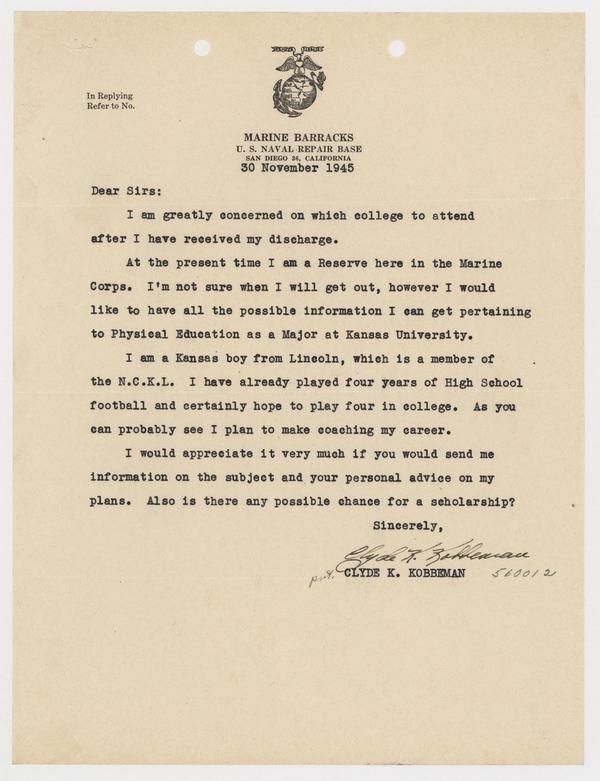 In Replying
Refer to No.
MARINE BARRACKS
U. S. NAVAL REPAIR BASE
SAN DIEGO 36, CALIFORNIA
30 November 1945
Dear Sirs:
I am greatly concerned on which college to attend
after I have received my discharge.
At the present time I am a Reserve here in the Marine
Corps. I'm not sure when I will get out, however I would
like to have all the possible information I can get pertaining
to Physical Education as a Major at Kansas University.
I am a Kansas boy from Lincoln, which is a member of
the N.C.K.L. I have already played four years of High School
football and certainly hope to play four in college. As you
can probably see I plan to make coaching my career.
I would appreciate it very much if you would send me
information on the subject and your personal advice on my
plans. Also is there any possible chance for a scholarship?
Sincerely,
Clyde K. Kobbeman
pvt. CLYDE K. KOBBEMAN 560012